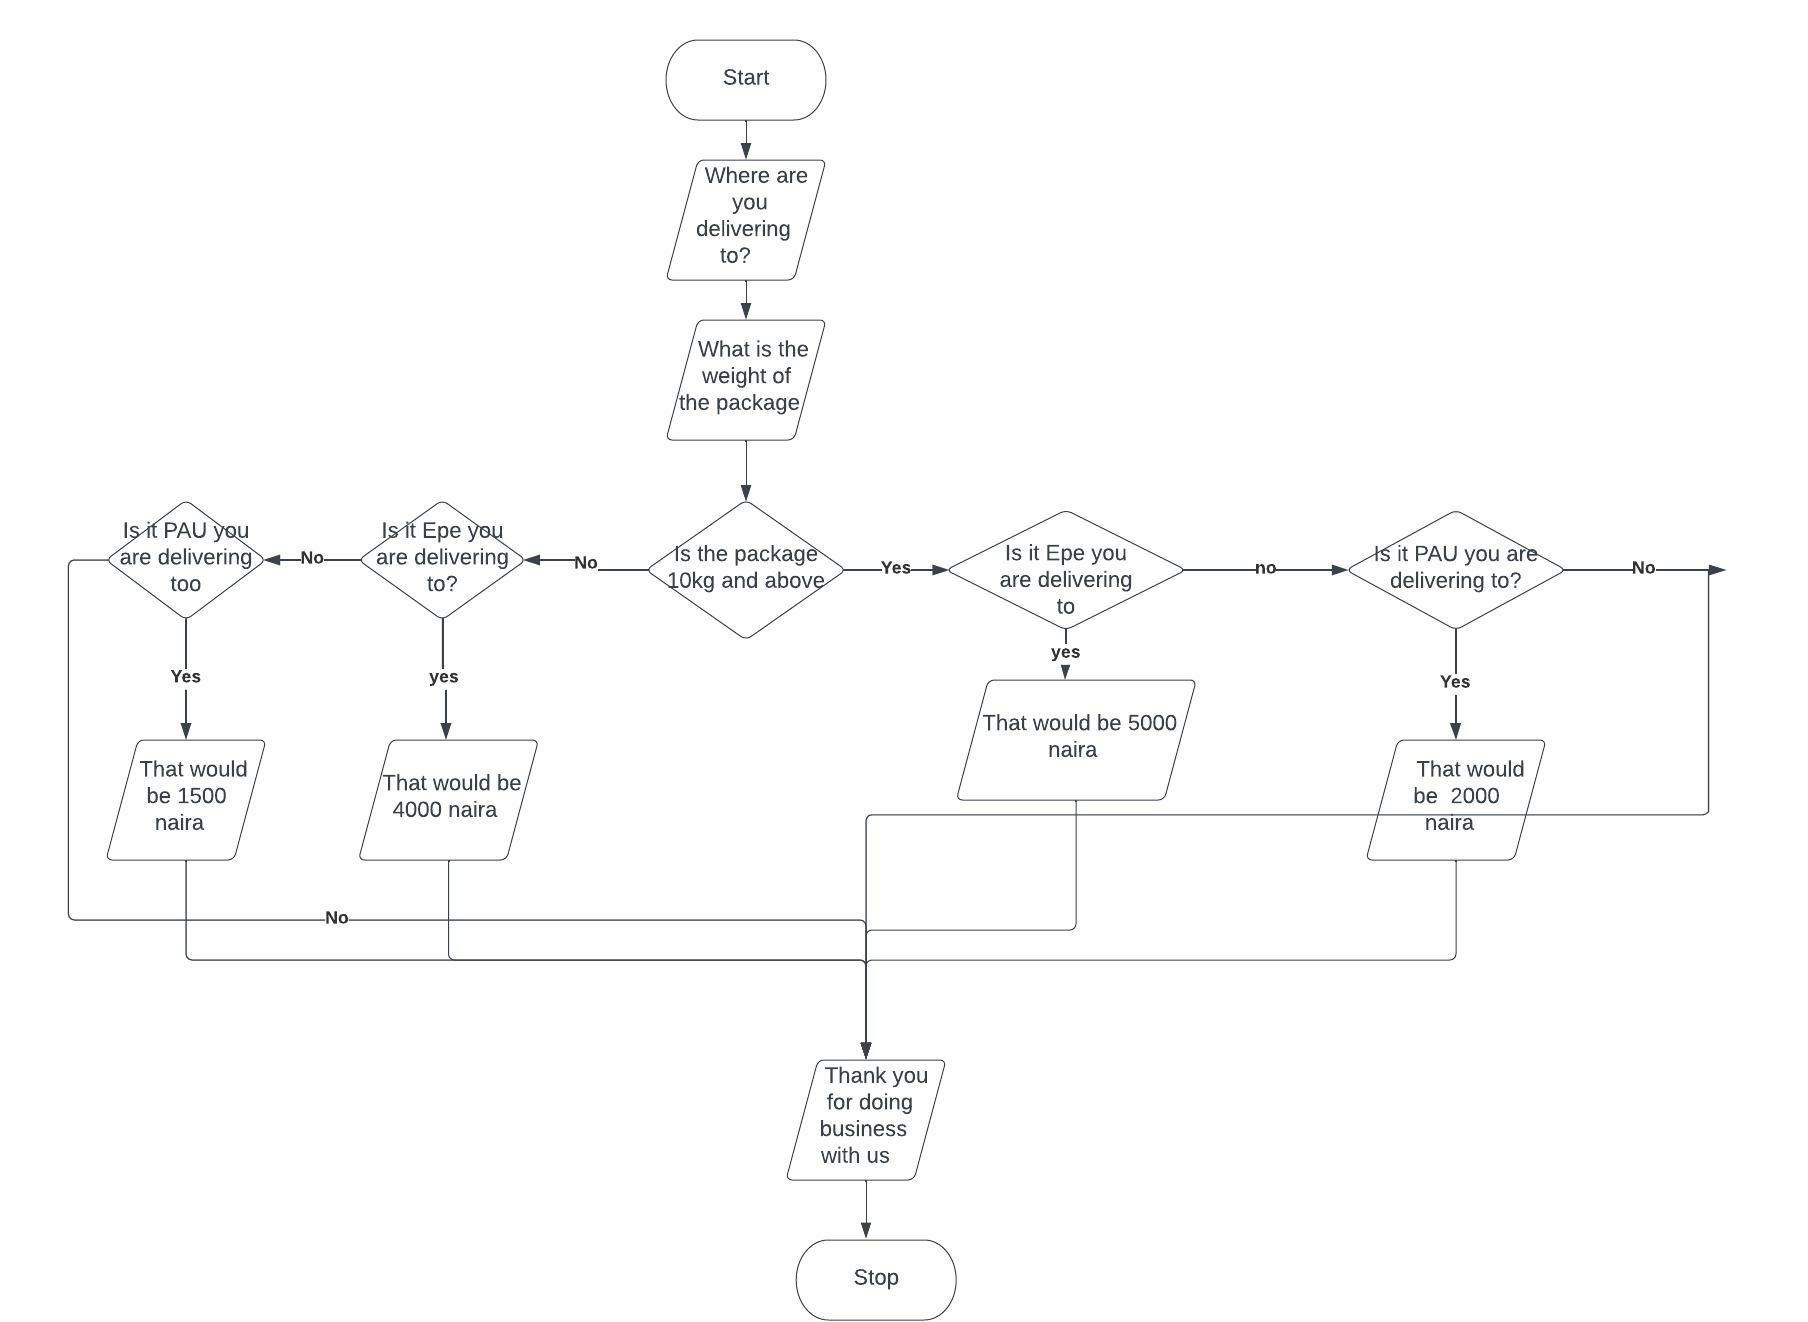 Start
Where are
you
delivering
to?
What is the
weight of
the package
Is it PAU you
are delivering
too
No
Is it Epe you
are delivering
to?
No
Is the package
10kg and above
Yes
Is it Epe you
are delivering
to
no
Is it PAU you are
delivering to?
No
yes
Yes
yes
Yes
That would
be 1500
naira
That would be
4000 naira
That would be 5000
naira
That would
be  2000
naira
No
Thank you
for doing
business
with us
Stop